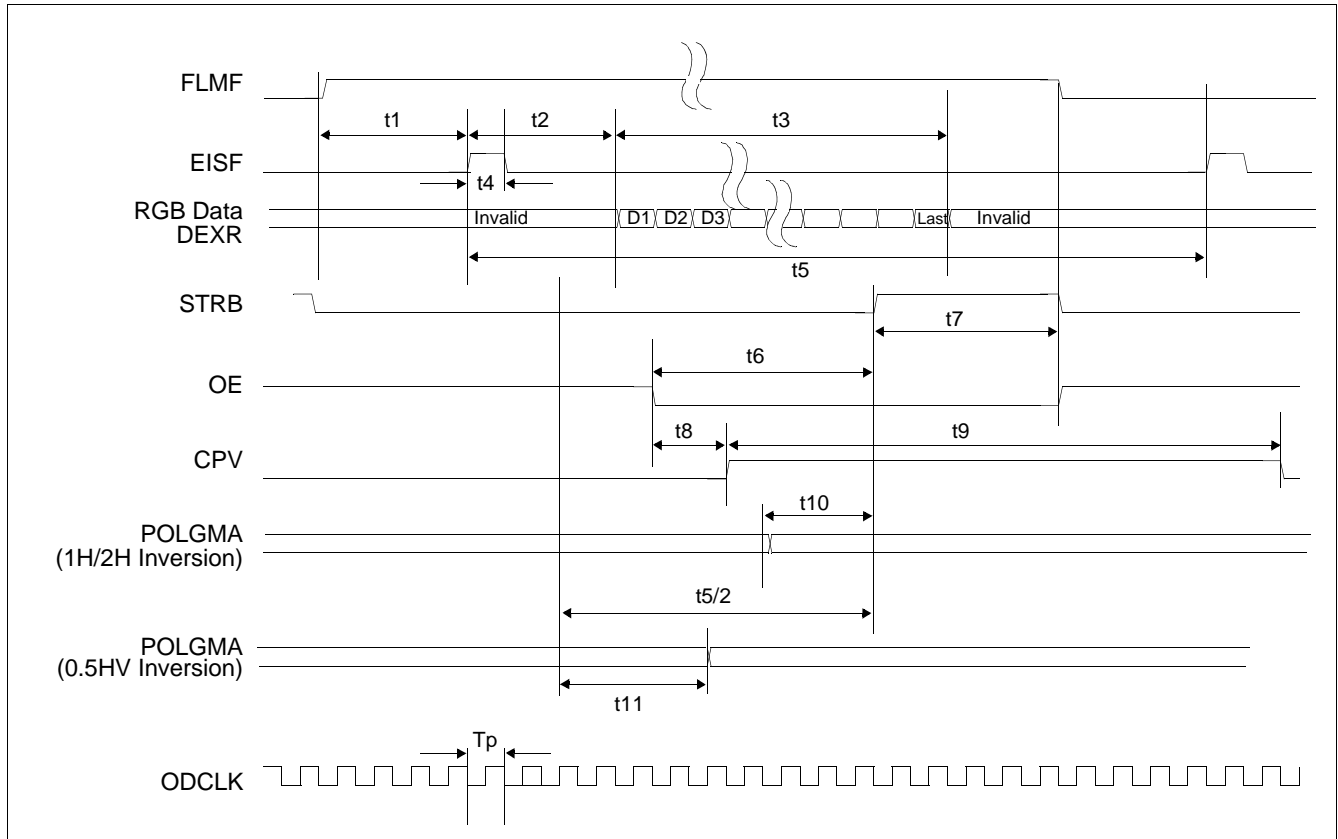 FLMF
t1
t2
t3
EISF
t4
RGB Data
DEXR
Invalid
D1
D2
D3
Last
Invalid
t5
STRB
t7
t6
OE
t8
t9
CPV
t10
POLGMA
(1H/2H Inversion)
t5/2
POLGMA
(0.5HV Inversion)
t11
Tp
ODCLK